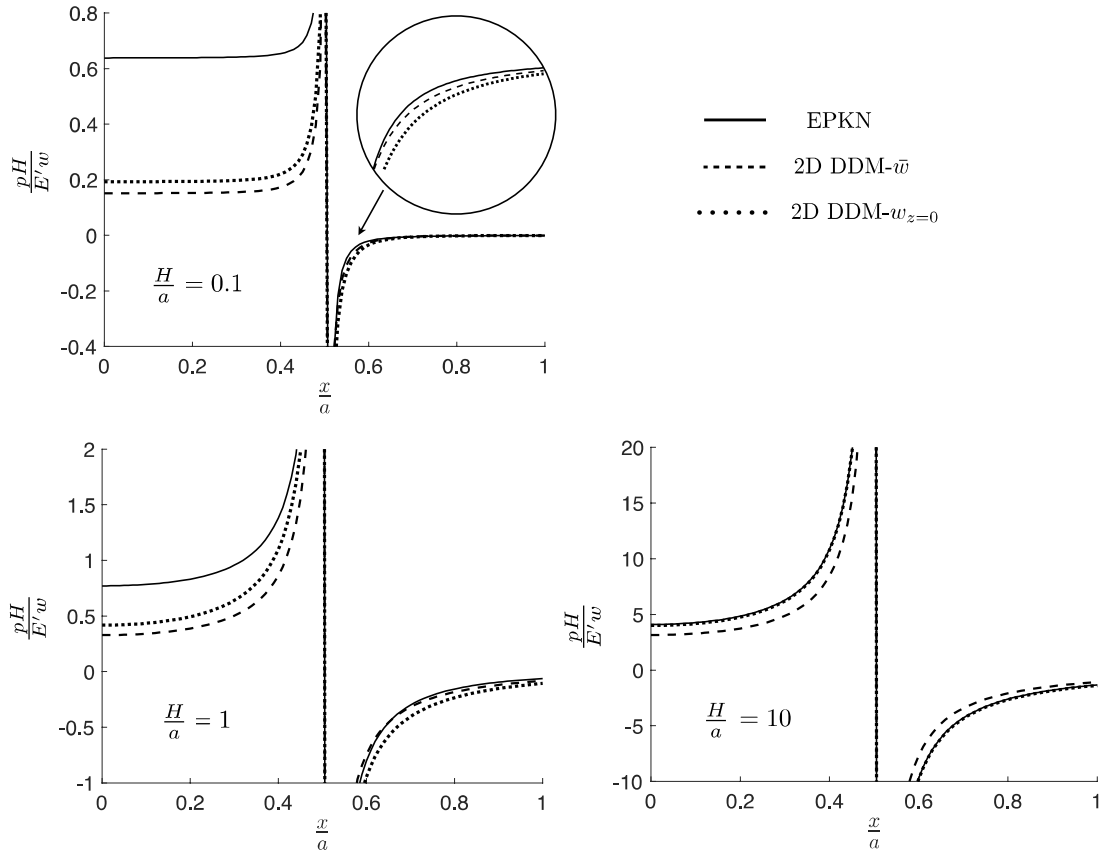 0.8
0.6
0.4
0.2
0
-0.2
-0.4
pH/E′w
H/a = 0.1
0 0.2 0.4 0.6 0.8 1
x/a
EPKN
2D DDM-w̄
2D DDM-w_{z=0}
2
1.5
1
0.5
0
-0.5
-1
pH/E′w
H/a = 1
0 0.2 0.4 0.6 0.8 1
x/a
20
15
10
5
0
-5
-10
pH/E′w
H/a = 10
0 0.2 0.4 0.6 0.8 1
x/a